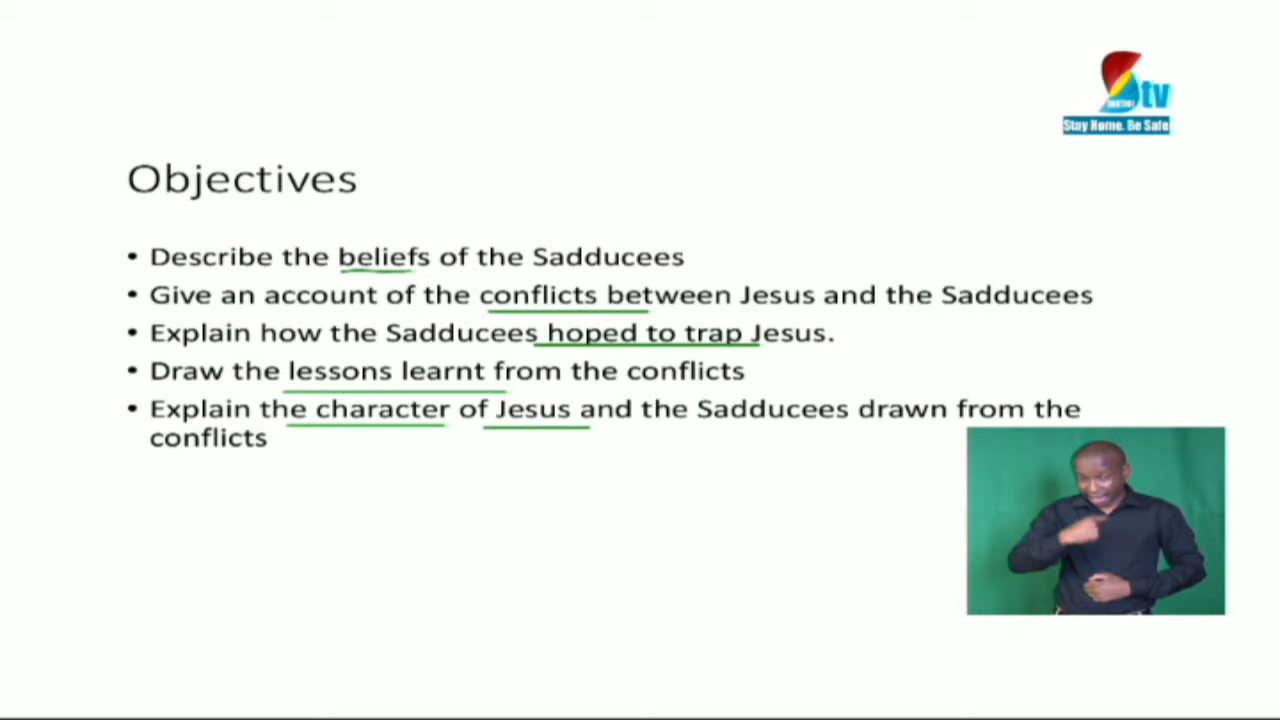 tv
Stay Home. Be Safe
Objectives
• Describe the beliefs of the Sadducees
• Give an account of the conflicts between Jesus and the Sadducees
• Explain how the Sadducees hoped to trap Jesus.
• Draw the lessons learnt from the conflicts
• Explain the character of Jesus and the Sadducees drawn from the
conflicts